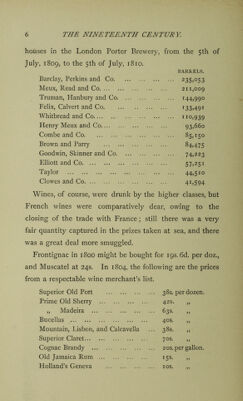 6 THE NINETEENTH CENTURY.
houses in the London Porter Brewery, from the 5th of
July, 1809, to the 5th of July, 1810.
BARRELS.
Barclay, Perkins and Co. ... ... ... ... 235,053
Meux, Read and Co. ... ... ... ... ... 211,009
Truman, Hanbury and Co ... ... ... ... 144,990
Felix, Calvert and Co. ... ... ... ... 133,491
Whitbread and Co. ... ... ... ... ... 110,939
Henry Meux and Co. ... ... ... ... ... 93,660
Combe and Co. ... ... ... ... ... 85,150
Brown and Parry ... ... ... ... ... 84,475
Goodwin, Skinner and Co ... ... ... ... 74,223
Elliott and Co. ... ... ... ... ... ... 57,251
Taylor ... ... ... ... ... ... ... 44,510
Clowes and Co. ... ... ... ... ... ... 41,594
Wines, of course, were drunk by the higher classes, but
French wines were comparatively dear, owing to the
closing of the trade with France; still there was a very
fair quantity captured in the prizes taken at sea, and there
was a great deal more smuggled.
Frontignac in 1800 might be bought for 19s. 6d. per doz.,
and Muscatel at 24s. In 1804, the following are the prices
from a respectable wine merchant's list.
Superior Old Port ... ... ... ... 38s. per dozen.
Prime Old Sherry ... ... ... ... 42s. „
„ Madeira ... ... ... ... ... 63s. „
Bucellas ... ... ... ... ... ... 40s. „
Mountain, Lisbon, and Calcavella ... 38s. „
Superior Claret ... ... ... ... ... 70s. „
Cognac Brandy ... ... ... ... ... 20s. per gallon.
Old Jamaica Rum ... ... ... ... 15s. „
Holland's Geneva ... ... ... ... 10s. „